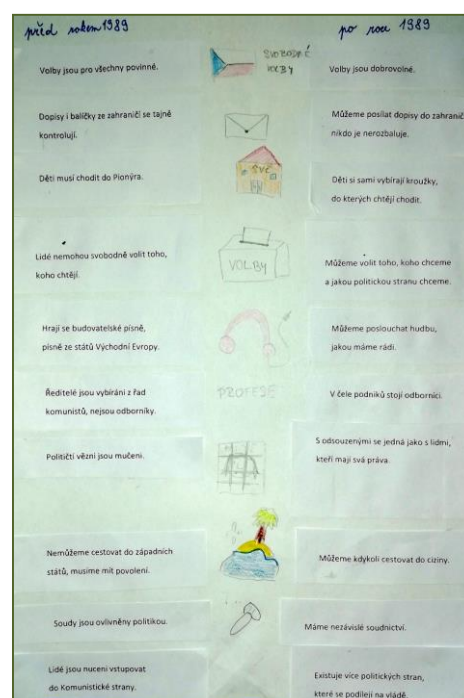 před rokem 1989
po roce 1989
Volby jsou pro všechny povinné.
SVOBODNÉ
VOLBY
Volby jsou dobrovolné.
Dopisy i balíčky ze zahraničí se tajně
kontrolují.
Můžeme posílat dopisy do zahraničí
nikdo je nerozbaluje.
Děti musí chodit do Pionýra.
SVČ
Děti si sami vybírají kroužky,
do kterých chtějí chodit.
Lidé nemohou svobodně volit toho,
koho chtějí.
VOLBY
Můžeme volit toho, koho chceme
a jakou politickou stranu chceme.
Hrají se budovatelské písně,
písně ze států Východní Evropy.
Můžeme poslouchat hudbu,
jakou máme rádi.
Ředitelé jsou vybíráni z řad
komunistů, nejsou odborníky.
PROFESE
V čele podniků stojí odborníci.
Političtí vězni jsou mučeni.
S odsouzenými se jedná jako s lidmi,
kteří mají svá práva.
Nemůžeme cestovat do západních
států, musíme mít povolení.
Můžeme kdykoli cestovat do ciziny.
Soudy jsou ovlivněny politikou.
Máme nezávislé soudnictví.
Lidé jsou nuceni vstupovat
do Komunistické strany.
Existuje více politických stran,
které se podílejí na vládě.